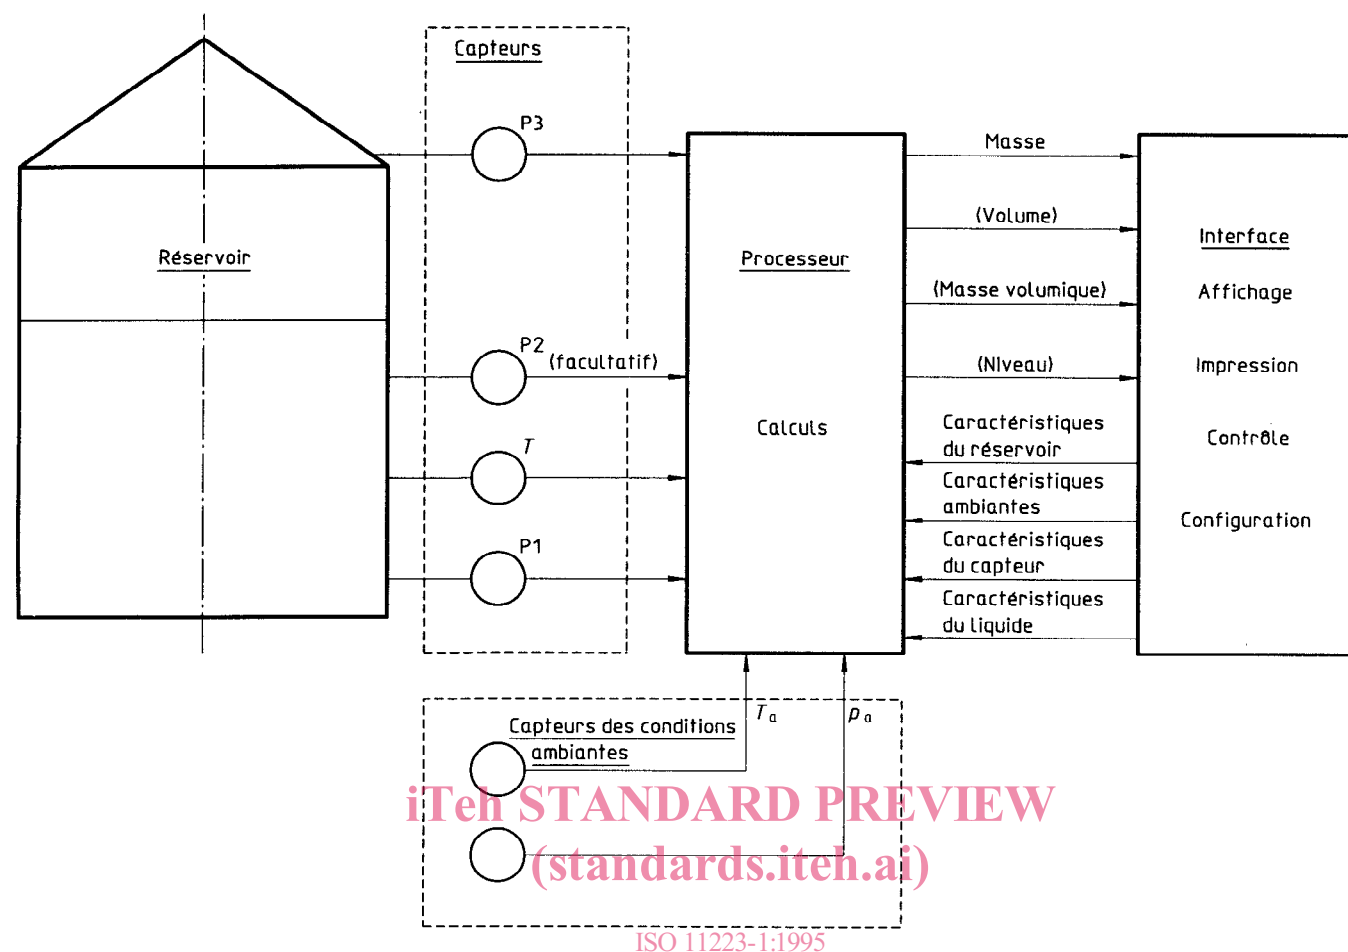 Capteurs
P3
Masse
(Volume)
Réservoir
Processeur
Interface
(Masse volumique)
Affichage
P2
(facultatif)
(Niveau)
Impression
T
Calculs
Caractéristiques
du réservoir
Contrôle
Caractéristiques
ambiantes
Configuration
P1
Caractéristiques
du capteur
Caractéristiques
du liquide
Ta
pa
Capteurs des conditions
ambiantes
iTeh STANDARD PREVIEW
(standards.iteh.ai)
ISO 11223-1:1995